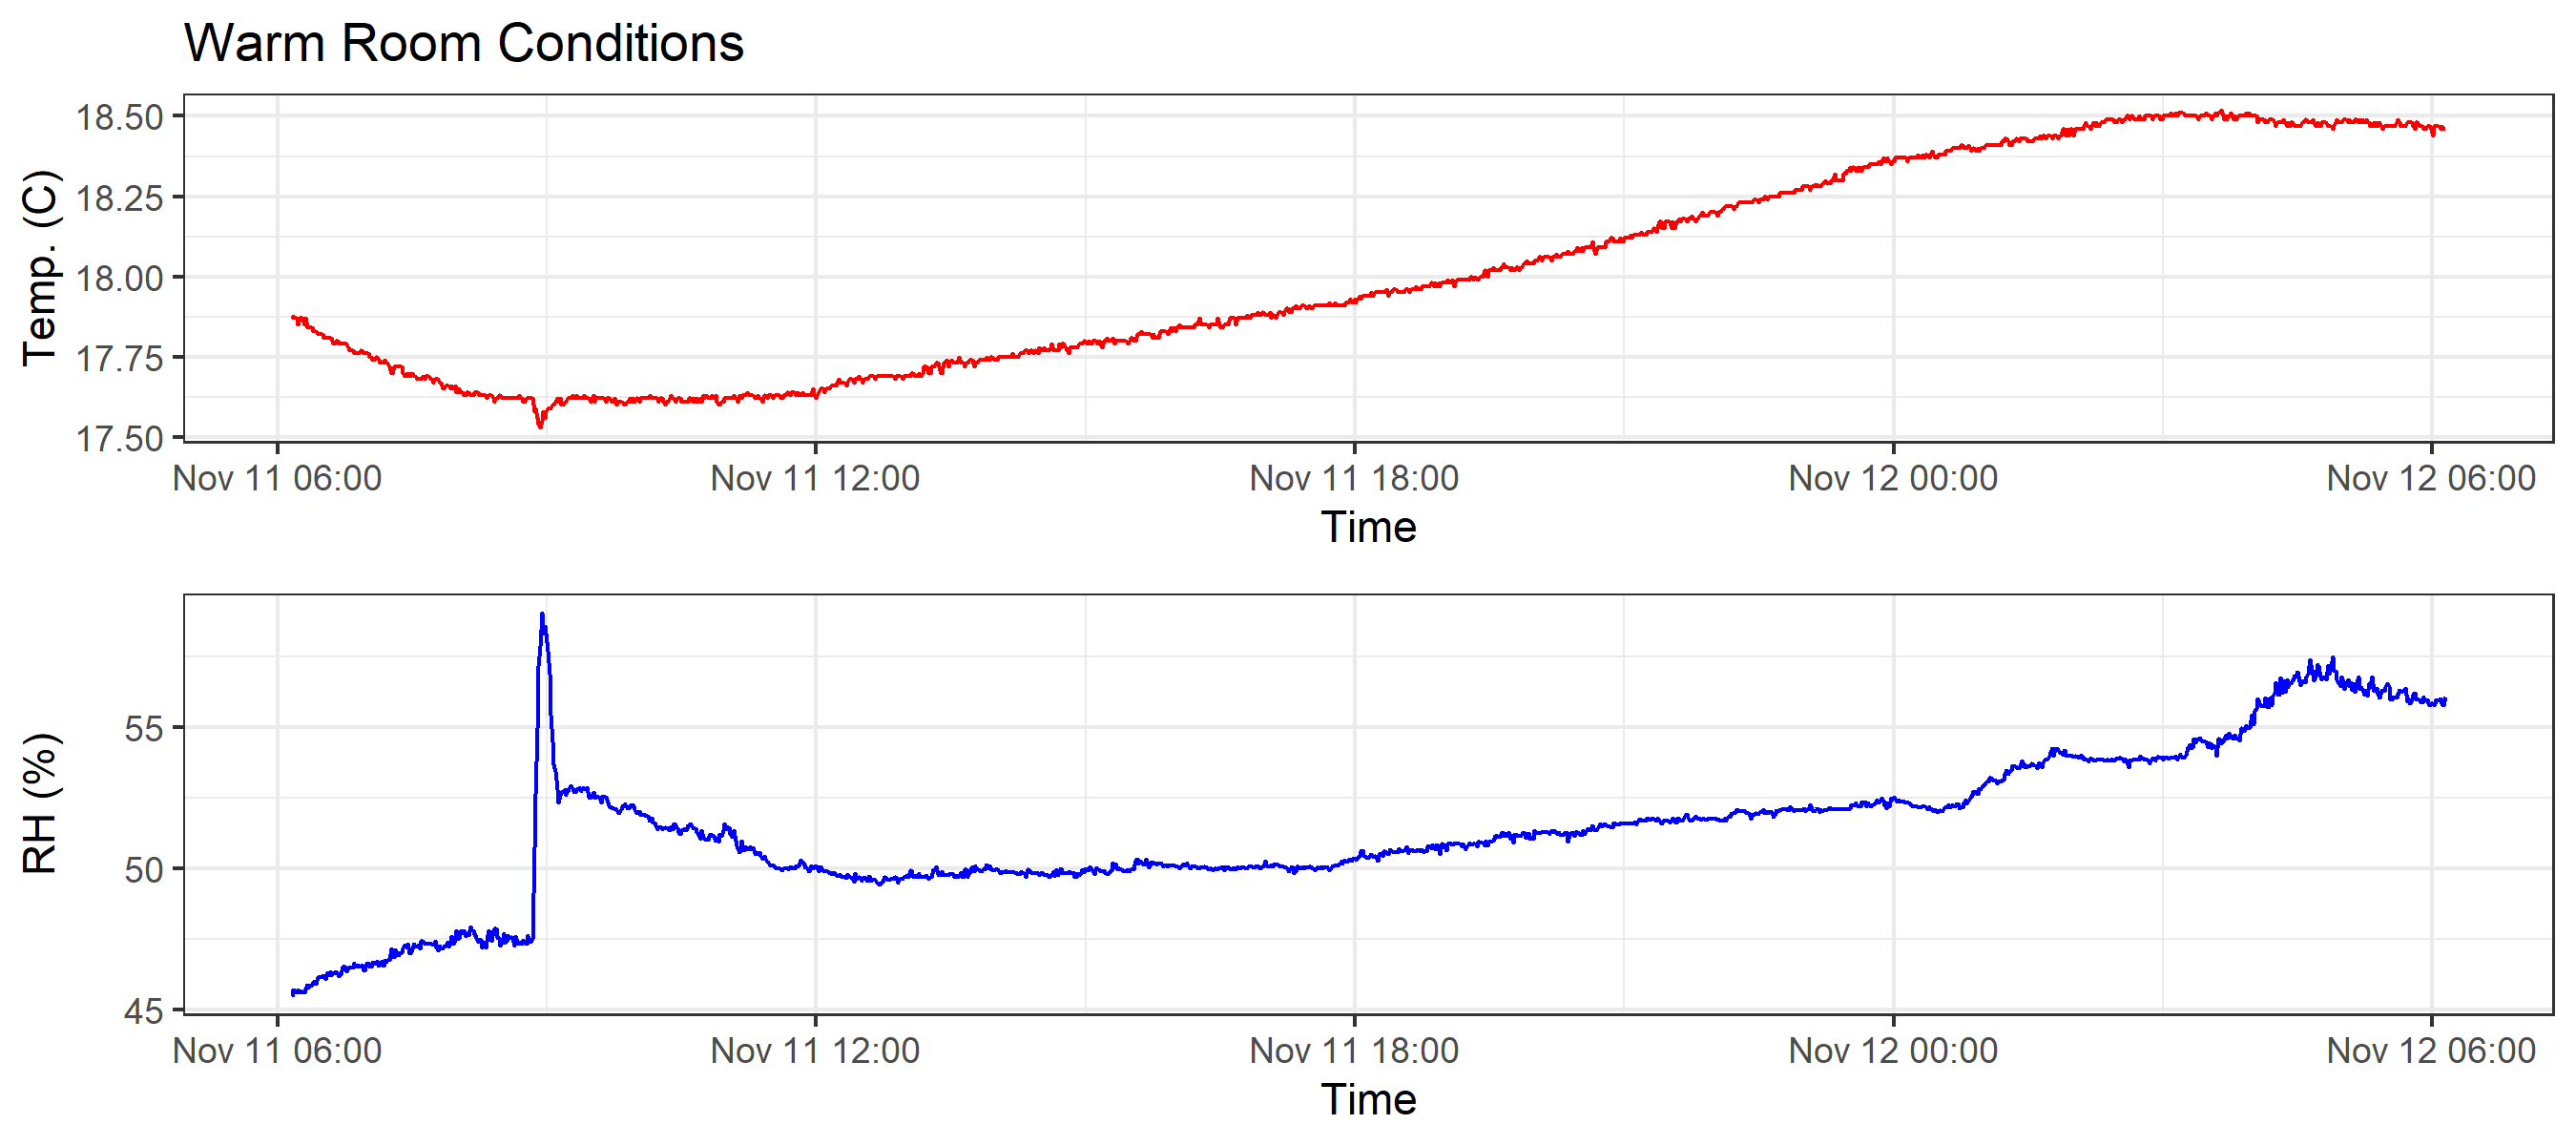 Warm Room Conditions
18.50
18.25
18.00
17.75
17.50
Temp. (C)
Nov 11 06:00 Nov 11 12:00 Nov 11 18:00 Nov 12 00:00 Nov 12 06:00
Time
55
50
45
RH (%)
Nov 11 06:00 Nov 11 12:00 Nov 11 18:00 Nov 12 00:00 Nov 12 06:00
Time